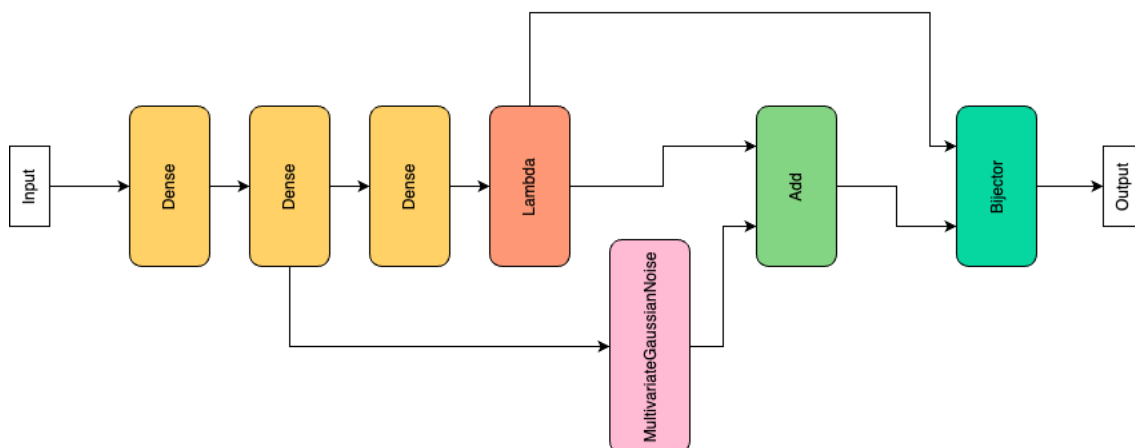 Input
Dense
Dense
Dense
Lambda
MultivariateGaussianNoise
Add
Bijector
Output